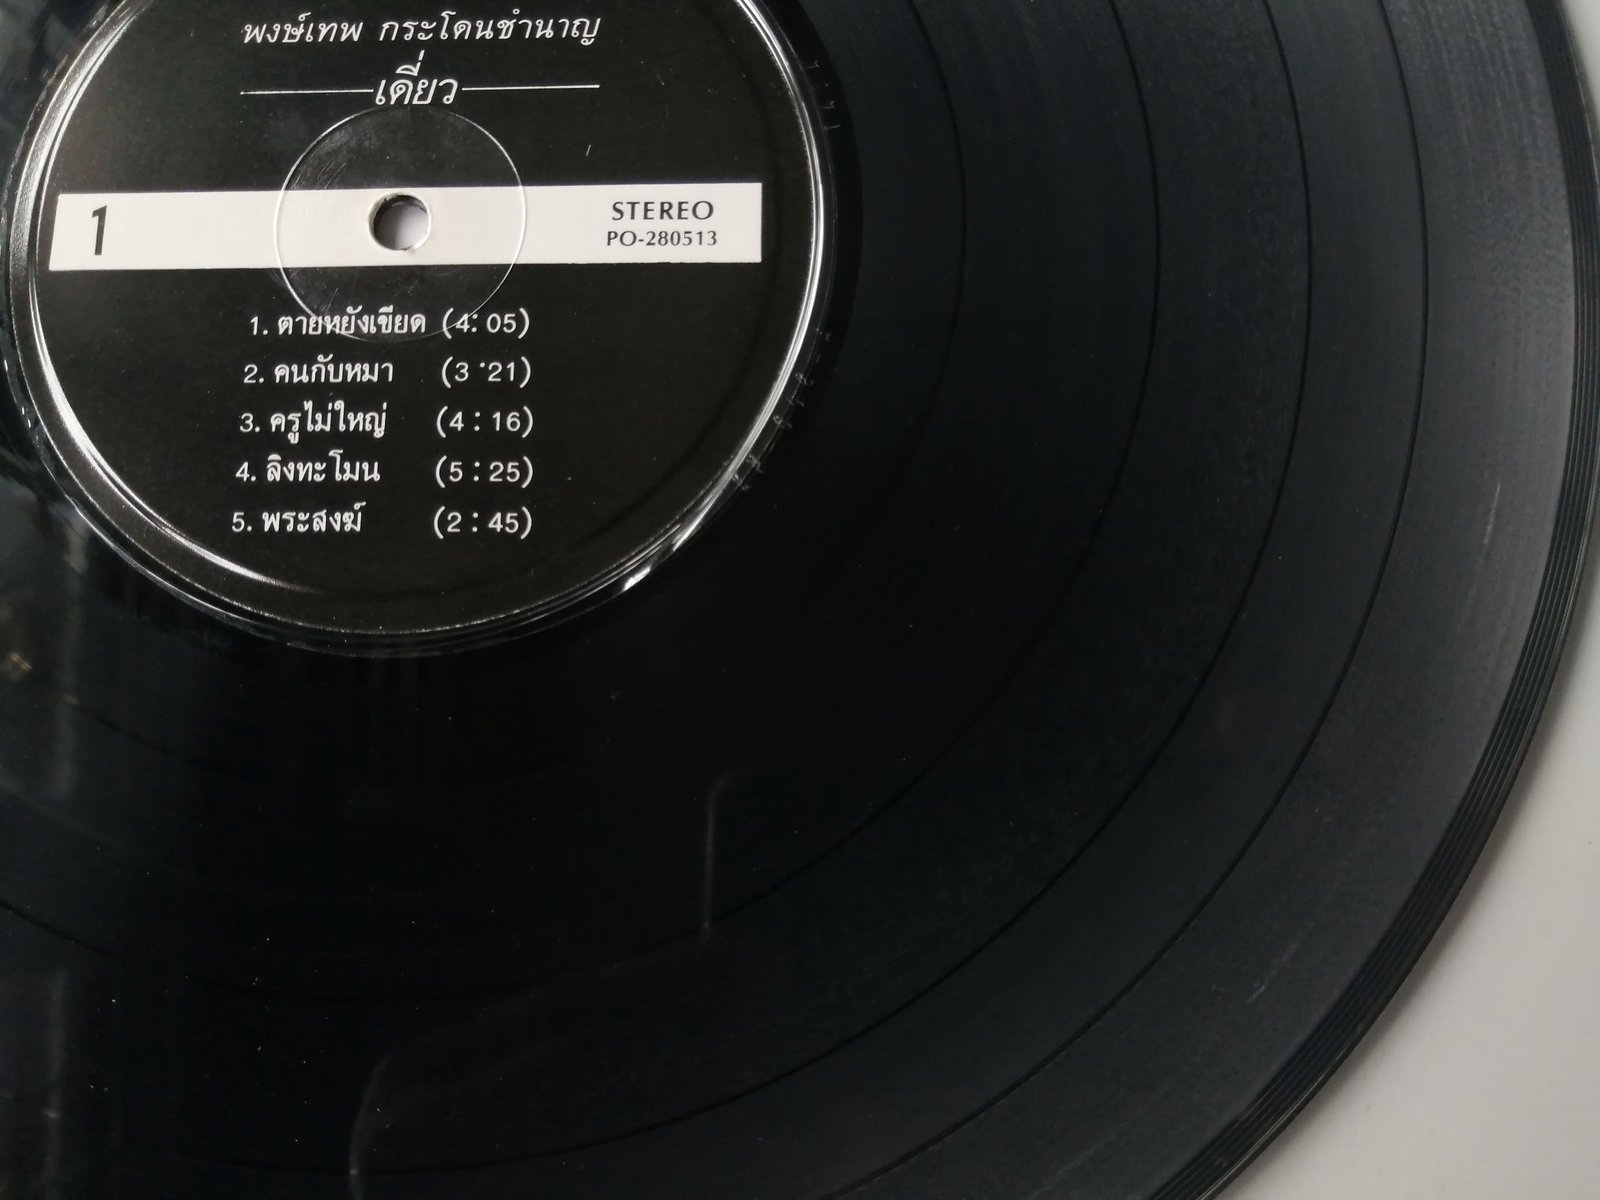 พงษ์เทพ กระโดนชำนาญ
เดี่ยว
1
STEREO
PO-280513
1. ตายหยังเขียด (4:05)
2. คนกับหมา (3:21)
3. ครูไม่ใหญ่ (4:16)
4. ลิงทะโมน (5:25)
5. พระสงฆ์ (2:45)